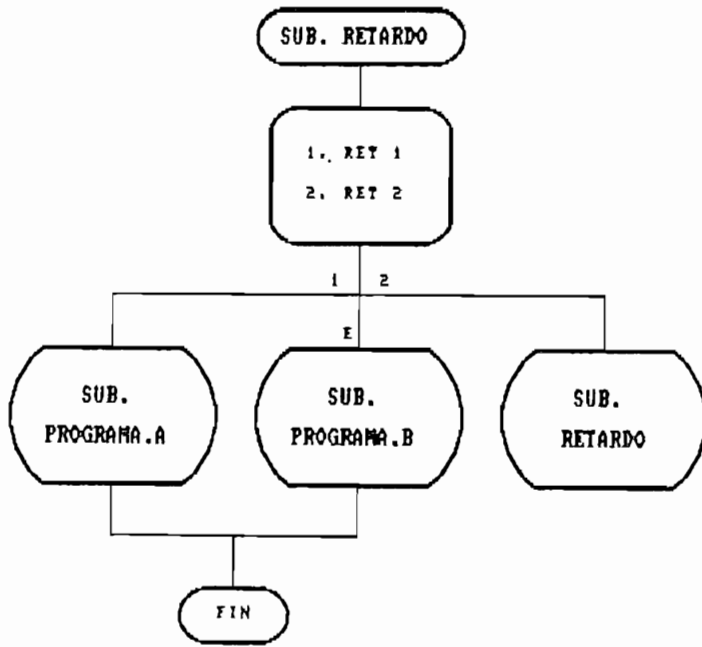 SUB. RETARDO
1. RET 1
2. RET 2
1 2
E
SUB.
PROGRAMA.A
SUB.
PROGRAMA.B
SUB.
RETARDO
FIN